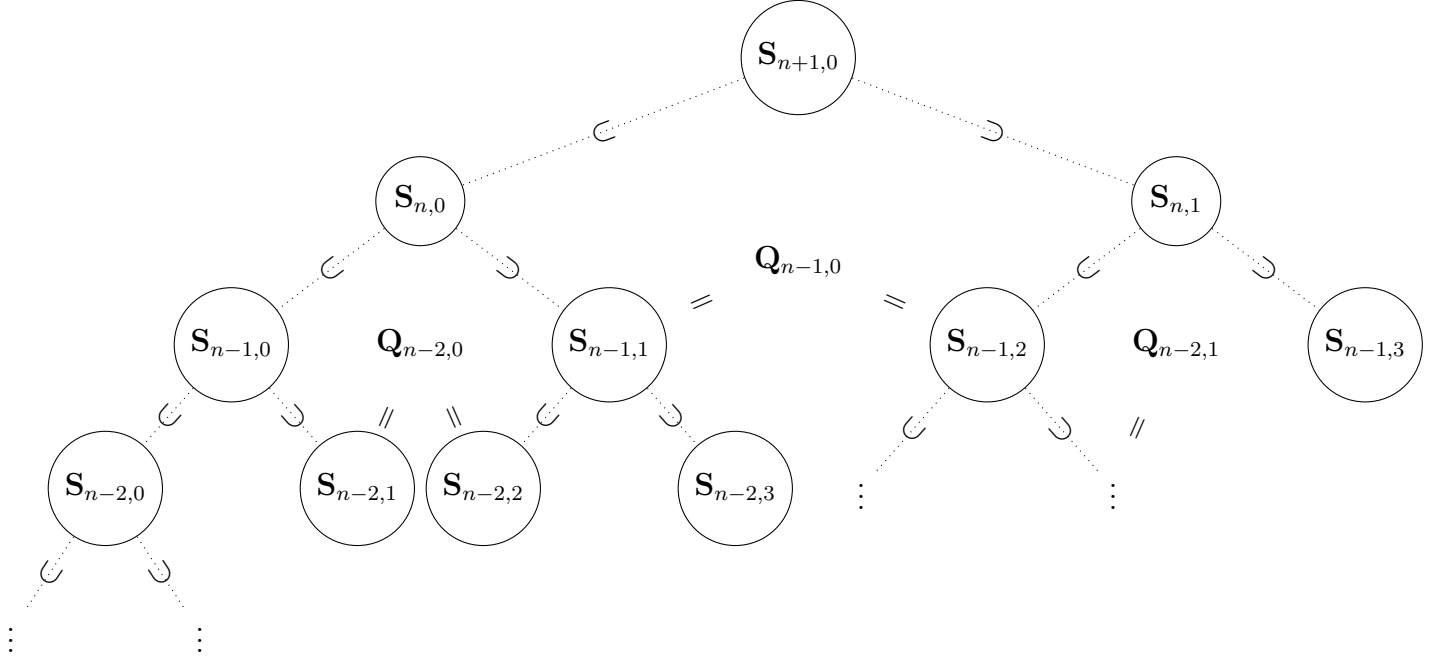 S_{n+1,0}
⊂ ⊂
S_{n,0} S_{n,1}
Q_{n−1,0}
⊂ ⊂ ⊂ ⊂
= =
S_{n−1,0} Q_{n−2,0} S_{n−1,1} S_{n−1,2} Q_{n−2,1} S_{n−1,3}
⊂ ⊂ = = ⊂ ⊂ ⊂ ⊂ =
S_{n−2,0} S_{n−2,1} S_{n−2,2} S_{n−2,3} ⋮ ⋮
⊂ ⊂
⋮ ⋮